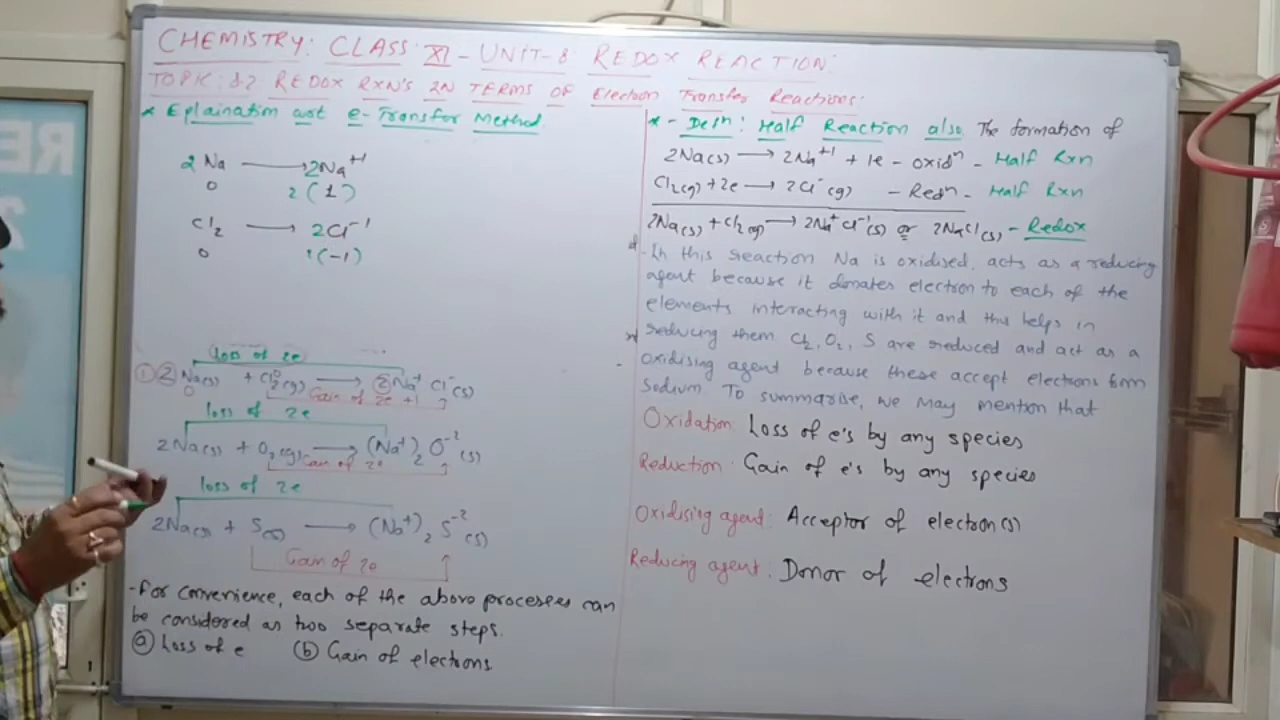 CHEMISTRY: CLASS XI - UNIT-8: REDOX REACTION:
TOPIC: 8.2 REDOX RXN'S IN TERMS OF Electron Transfer Reactions:
* Eplaination wrt e- Transfer Method
2 Na ⟶ 2Na⁺¹
0 2(1)
Cl₂ ⟶ 2Cl⁻¹
0 (-1)
loss of 2e
① ② Na(s) + Cl₂⁰(g) ⟶ ② Na⁺ Cl⁻(s)
0 Gain of 2e
loss of 2e
2Na(s) + O₂(g) ⟶ (Na⁺)₂ O⁻²(s)
Gain of 2e
loss of 2e
2Na(s) + S(s) ⟶ (Na⁺)₂ S⁻²(s)
Gain of 2e
- For convenience, each of the above processes can
be considered as two separate steps.
ⓐ Loss of e ⓑ Gain of electrons
* - Defⁿ: Half Reaction also The formation of
2Na(s) ⟶ 2Na⁺¹ + 1e - oxidⁿ - Half Rxn
Cl₂(g) + 2e ⟶ 2Cl⁻(g) - Redⁿ - Half Rxn
2Na(s) + Cl₂(g) ⟶ 2Na⁺Cl⁻¹(s) or 2NaCl(s) - Redox
- In this reaction Na is oxidised, acts as a reducing
agent because it donates electron to each of the
elements interacting with it and thus helps in
reducing them Cl₂, O₂, S are reduced and act as a
oxidising agent because these accept electrons from
sodium. To summarise, we may mention that
Oxidation: Loss of e's by any species
Reduction: Gain of e's by any species
Oxidising agent: Acceptor of electron(s)
Reducing agent: Donor of electrons